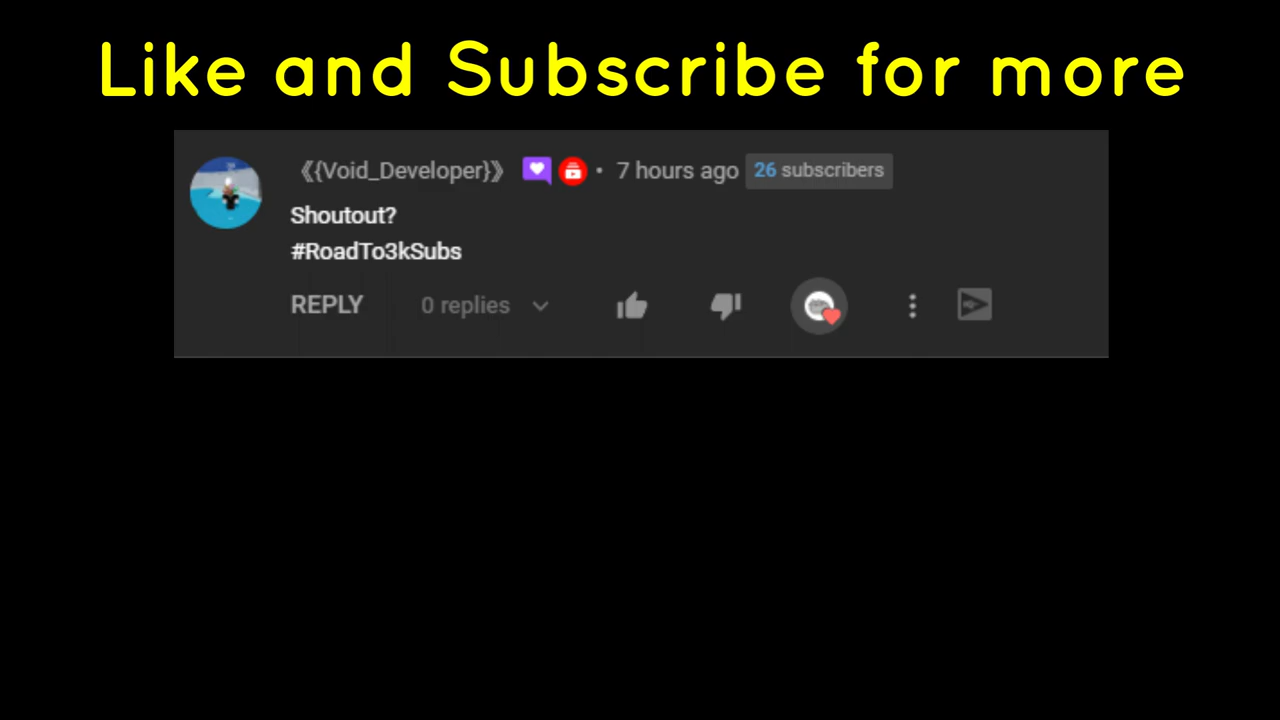 Like and Subscribe for more
《{Void_Developer}》 • 7 hours ago 26 subscribers
Shoutout?
#RoadTo3kSubs
REPLY 0 replies